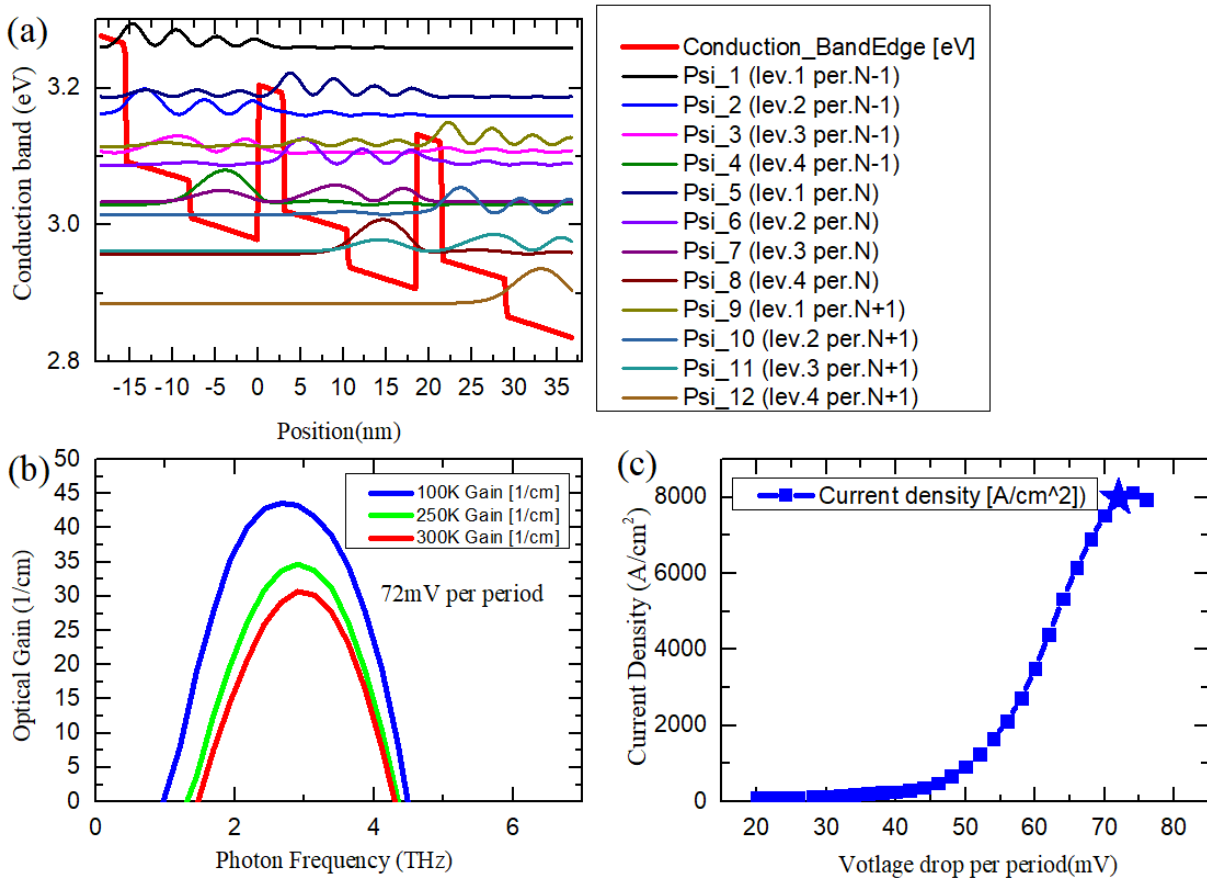 (a)
Conduction band (eV)
3.2
3.0
2.8
-15 -10 -5 0 5 10 15 20 25 30 35
Position(nm)
Conduction_BandEdge [eV]
Psi_1 (lev.1 per.N-1)
Psi_2 (lev.2 per.N-1)
Psi_3 (lev.3 per.N-1)
Psi_4 (lev.4 per.N-1)
Psi_5 (lev.1 per.N)
Psi_6 (lev.2 per.N)
Psi_7 (lev.3 per.N)
Psi_8 (lev.4 per.N)
Psi_9 (lev.1 per.N+1)
Psi_10 (lev.2 per.N+1)
Psi_11 (lev.3 per.N+1)
Psi_12 (lev.4 per.N+1)
(b)
Optical Gain (1/cm)
50
45
40
35
30
25
20
15
10
5
0
0 2 4 6
Photon Frequency (THz)
100K Gain [1/cm]
250K Gain [1/cm]
300K Gain [1/cm]
72mV per period
(c)
Current Density (A/cm²)
8000
6000
4000
2000
0
20 30 40 50 60 70 80
Votlage drop per period(mV)
Current density [A/cm^2])